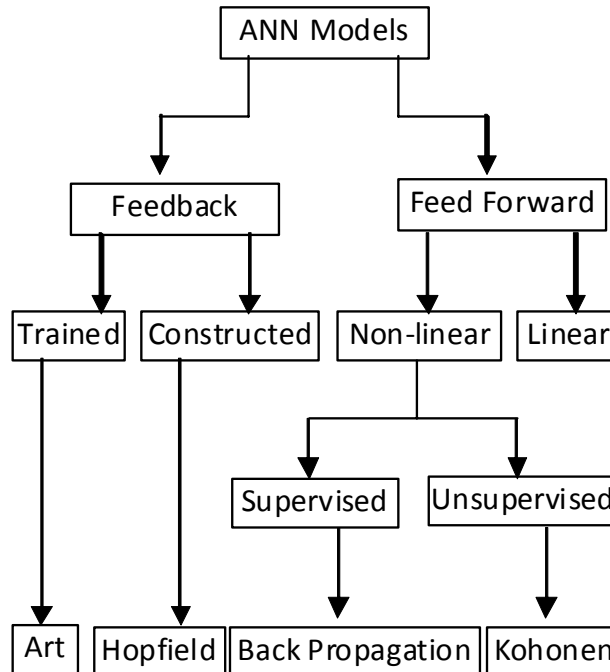 ANN Models
Feedback
Feed Forward
Trained
Constructed
Non-linear
Linear
Supervised
Unsupervised
Art
Hopfield
Back Propagation
Kohonen